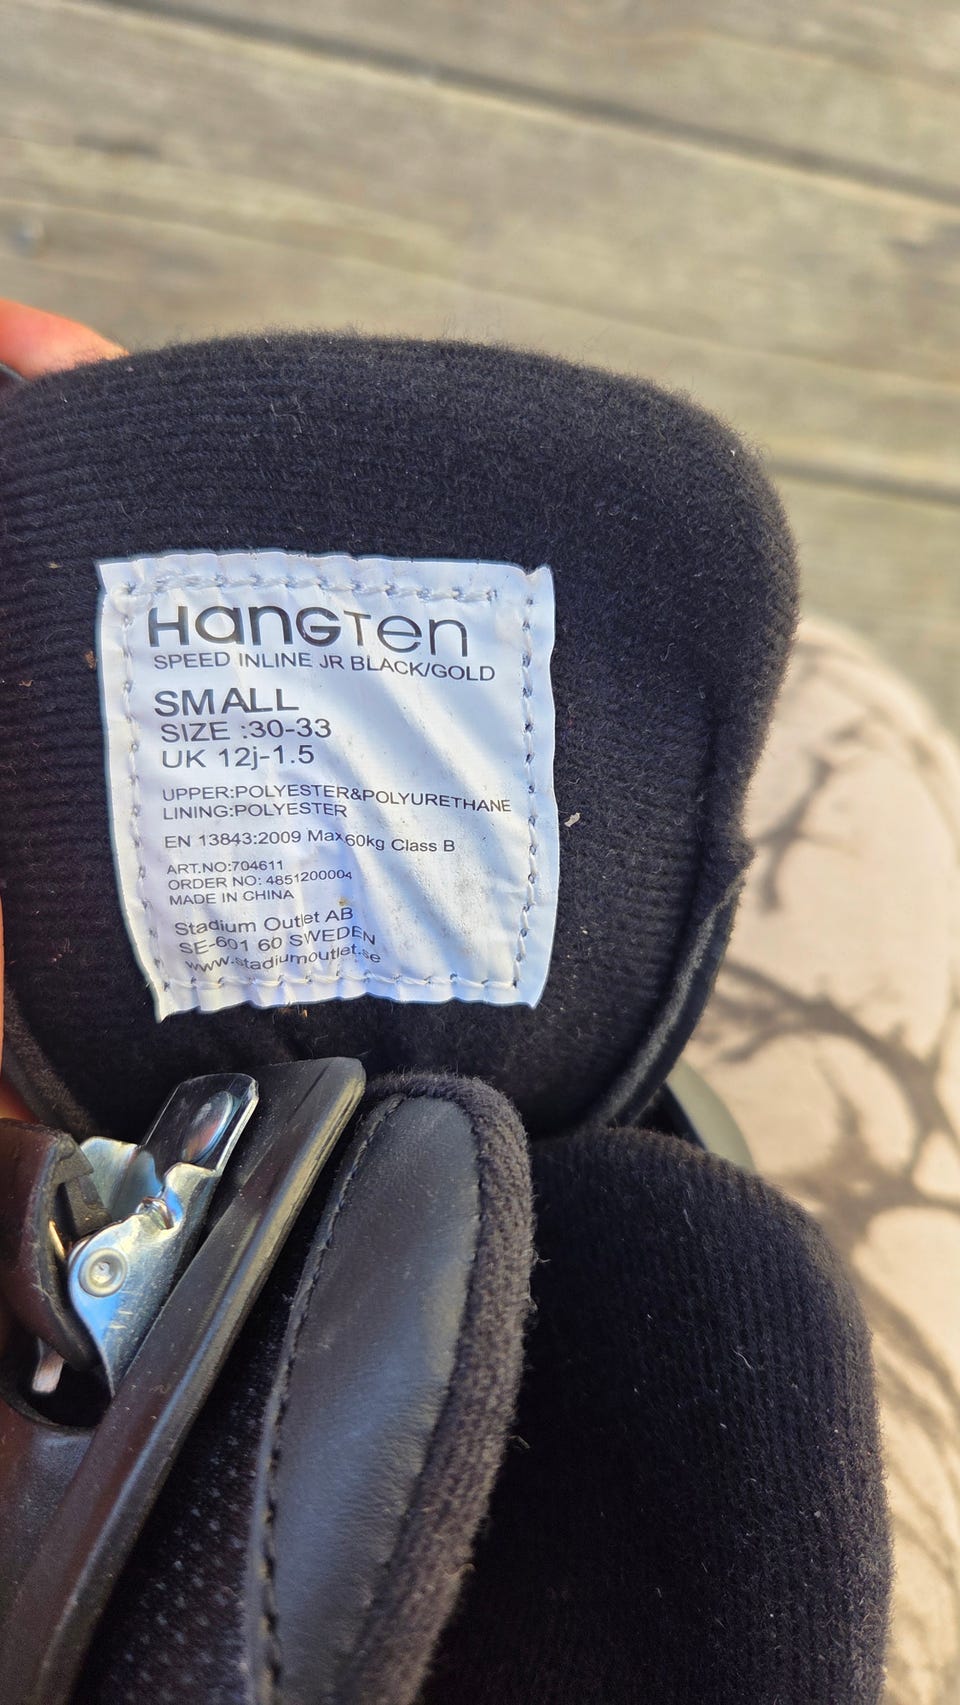 HangTen
SPEED INLINE JR BLACK/GOLD
SMALL
SIZE :30-33
UK 12j-1.5
UPPER:POLYESTER&POLYURETHANE
LINING:POLYESTER
EN 13843:2009 Max 60kg Class B
ART.NO:704611
ORDER NO: 4851200004
MADE IN CHINA
Stadium Outlet AB
SE-601 60 SWEDEN
www.stadiumoutlet.se